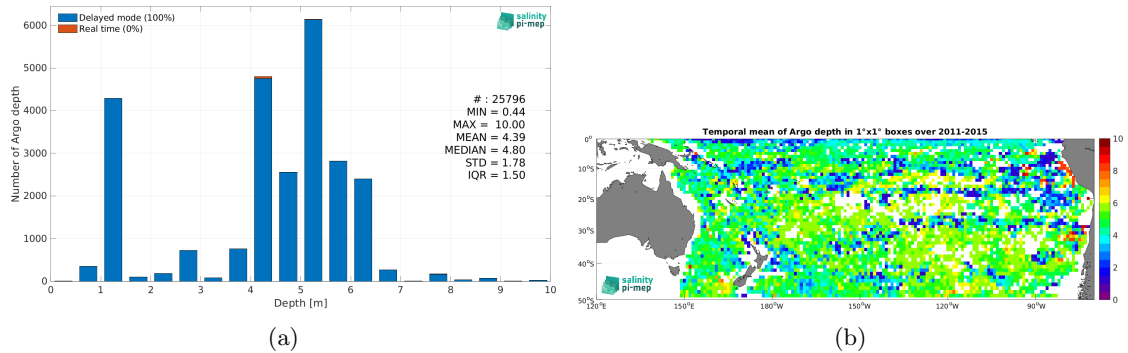 Delayed mode (100%)
Real time (0%)
salinity
pi-mep
6000
5000
4000
3000
2000
1000
0
Number of Argo depth
# : 25796
MIN = 0.44
MAX = 10.00
MEAN = 4.39
MEDIAN = 4.80
STD = 1.78
IQR = 1.50
0 1 2 3 4 5 6 7 8 9 10
Depth [m]
(a)
Temporal mean of Argo depth in 1°x1° boxes over 2011-2015
0°
10°S
20°S
30°S
40°S
50°S
120°E 150°E 180°W 150°W 120°W 90°W
10
8
6
4
2
0
salinity
pi-mep
(b)